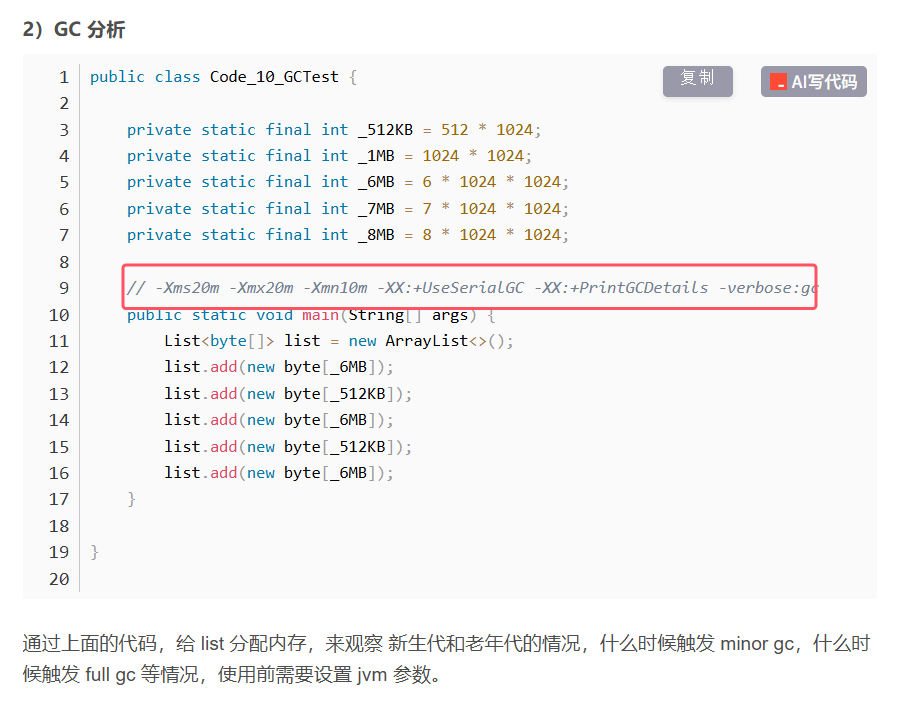 2）GC 分析
复制
AI写代码
1 public class Code_10_GCTest {
2
3 private static final int _512KB = 512 * 1024;
4 private static final int _1MB = 1024 * 1024;
5 private static final int _6MB = 6 * 1024 * 1024;
6 private static final int _7MB = 7 * 1024 * 1024;
7 private static final int _8MB = 8 * 1024 * 1024;
8
9 // -Xms20m -Xmx20m -Xmn10m -XX:+UseSerialGC -XX:+PrintGCDetails -verbose:gc
10 public static void main(String[] args) {
11 List<byte[]> list = new ArrayList<>();
12 list.add(new byte[_6MB]);
13 list.add(new byte[_512KB]);
14 list.add(new byte[_6MB]);
15 list.add(new byte[_512KB]);
16 list.add(new byte[_6MB]);
17 }
18
19 }
20
通过上面的代码，给 list 分配内存，来观察 新生代和老年代的情况，什么时候触发 minor gc，什么时
候触发 full gc 等情况，使用前需要设置 jvm 参数。